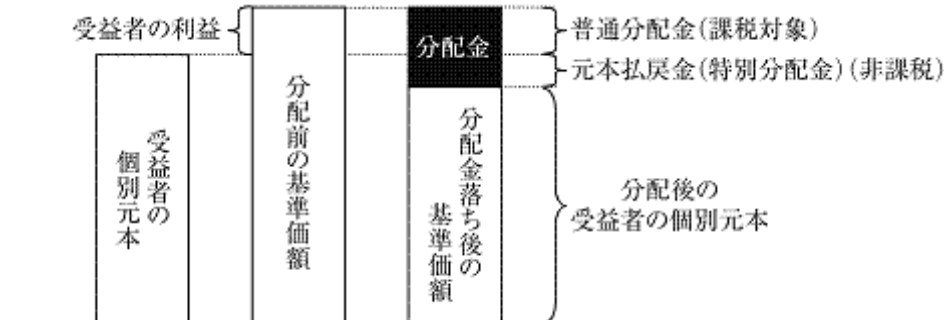 受益者の利益
受益者の
個別元本
分配前の基準価額
分配金
分配金落ち後の
基準価額
普通分配金(課税対象)
元本払戻金(特別分配金)(非課税)
分配後の
受益者の個別元本